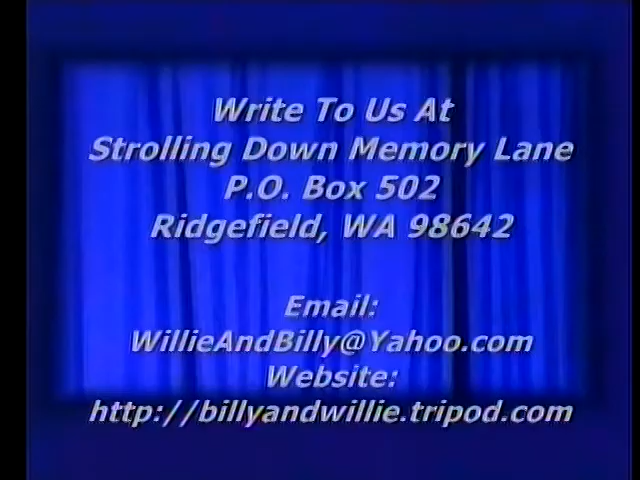 Write To Us At
Strolling Down Memory Lane
P.O. Box 502
Ridgefield, WA 98642
Email:
WillieAndBilly@Yahoo.com
Website:
http://billyandwillie.tripod.com